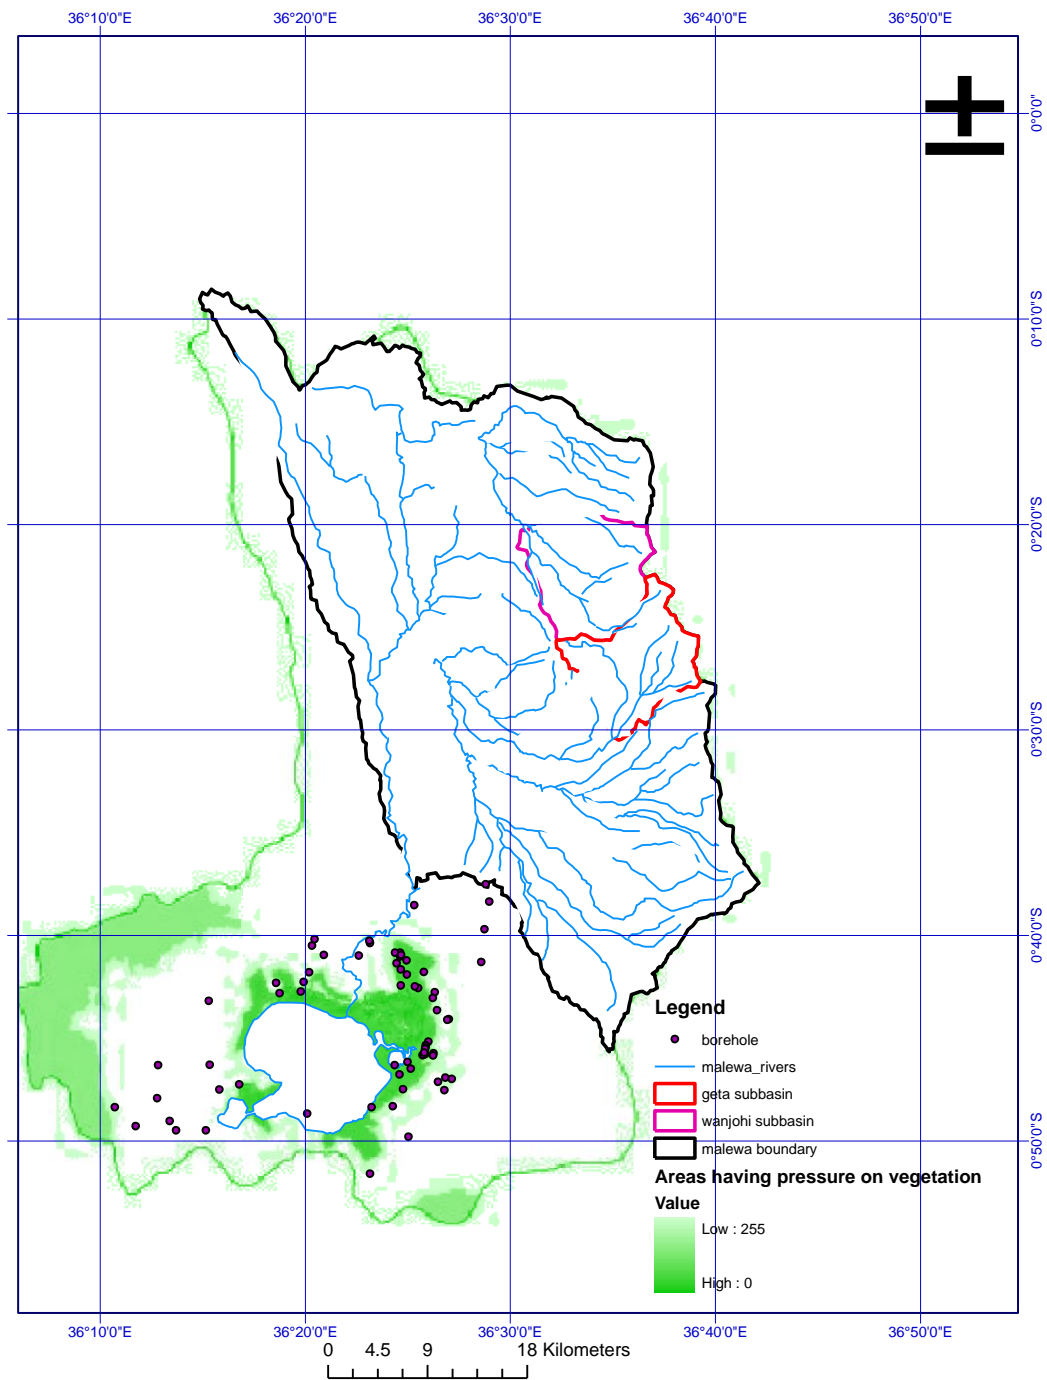 36°10'0"E 36°20'0"E 36°30'0"E 36°40'0"E 36°50'0"E
0°0'0"
0°10'0"S
0°20'0"S
0°30'0"S
0°40'0"S
0°50'0"S
Legend
borehole
malewa_rivers
geta subbasin
wanjohi subbasin
malewa boundary
Areas having pressure on vegetation
Value
Low : 255
High : 0
36°10'0"E 36°20'0"E 36°30'0"E 36°40'0"E 36°50'0"E
0 4.5 9 18 Kilometers